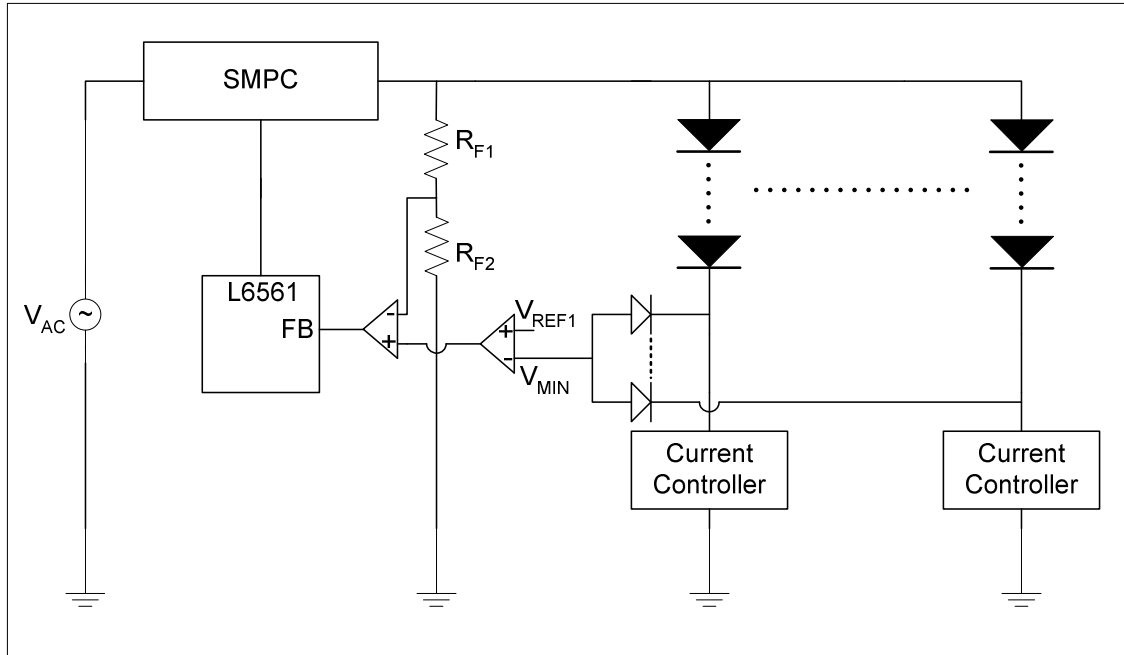 SMPC
R_F1
R_F2
L6561
FB
V_AC
~
-
+
+
-
V_REF1
V_MIN
Current
Controller
Current
Controller